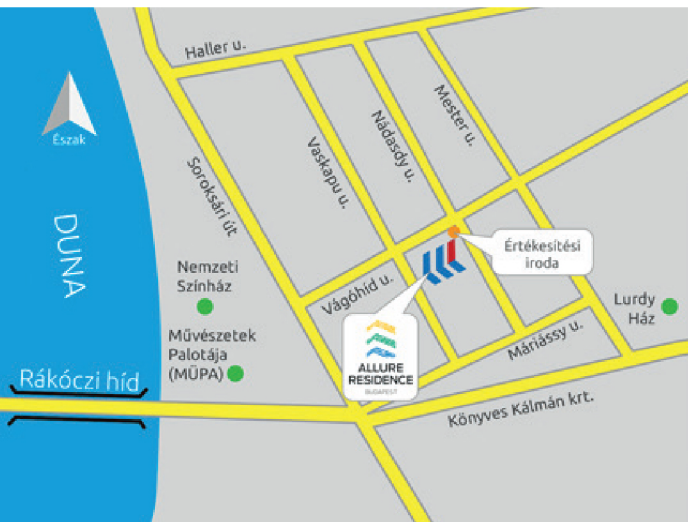 Haller u.
Észak
Vaskapu u.
Nádasdy u.
Mester u.
Soroksári út
DUNA
Értékesítési
iroda
Nemzeti
Színház
Vágóhíd u.
Lurdy
Ház
Művészetek
Palotája
(MÜPA)
Máriássy u.
ALLURE
RESIDENCE
BUDAPEST
Rákóczi híd
Könyves Kálmán krt.